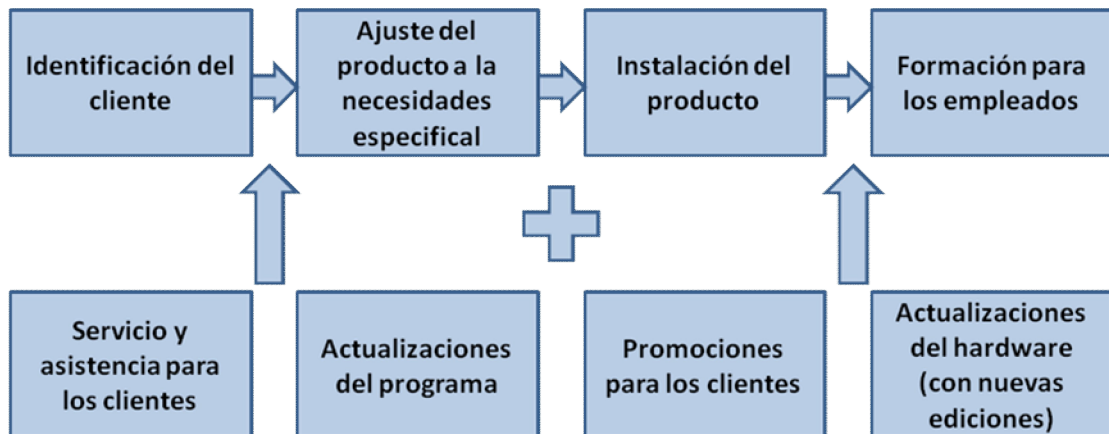 Identificación del
cliente
Ajuste del
producto a la
necesidades
especifical
Instalación del
producto
Formación para
los empleados
Servicio y
asistencia para
los clientes
Actualizaciones
del programa
Promociones
para los clientes
Actualizaciones
del hardware
(con nuevas
ediciones)